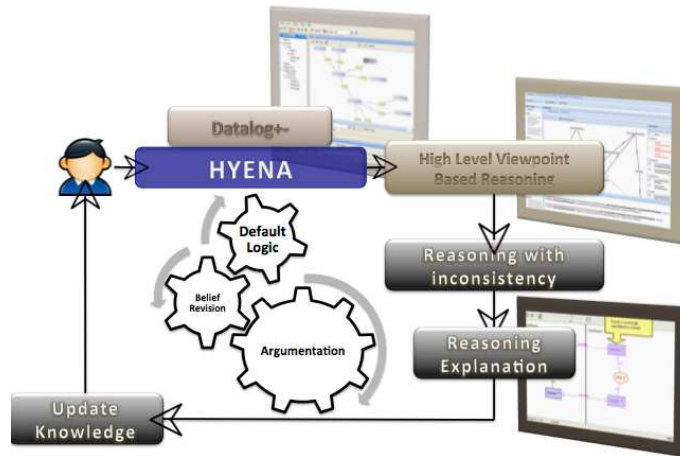 Datalog+-
HYENA
High Level Viewpoint
Based Reasoning
Default
Logic
Reasoning with
inconsistency
Belief
Revision
Argumentation
Reasoning
Explanation
Update
Knowledge